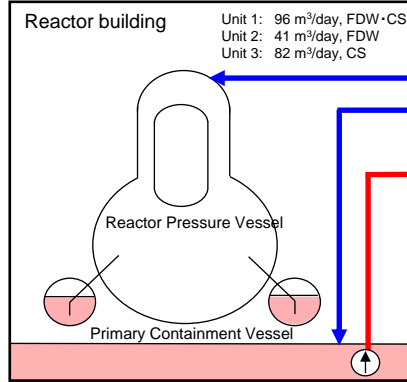 Reactor building
Unit 1: 96 m³/day, FDW・CS
Unit 2: 41 m³/day, FDW
Unit 3: 82 m³/day, CS
Reactor Pressure Vessel
Primary Containment Vessel